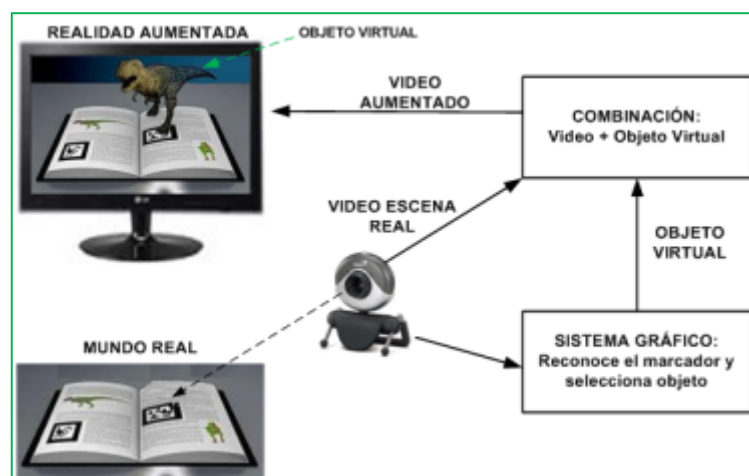 REALIDAD AUMENTADA
OBJETO VIRTUAL
VIDEO
AUMENTADO
COMBINACIÓN:
Video + Objeto Virtual
VIDEO ESCENA
REAL
OBJETO
VIRTUAL
MUNDO REAL
SISTEMA GRÁFICO:
Reconoce el marcador y
selecciona objeto
LG